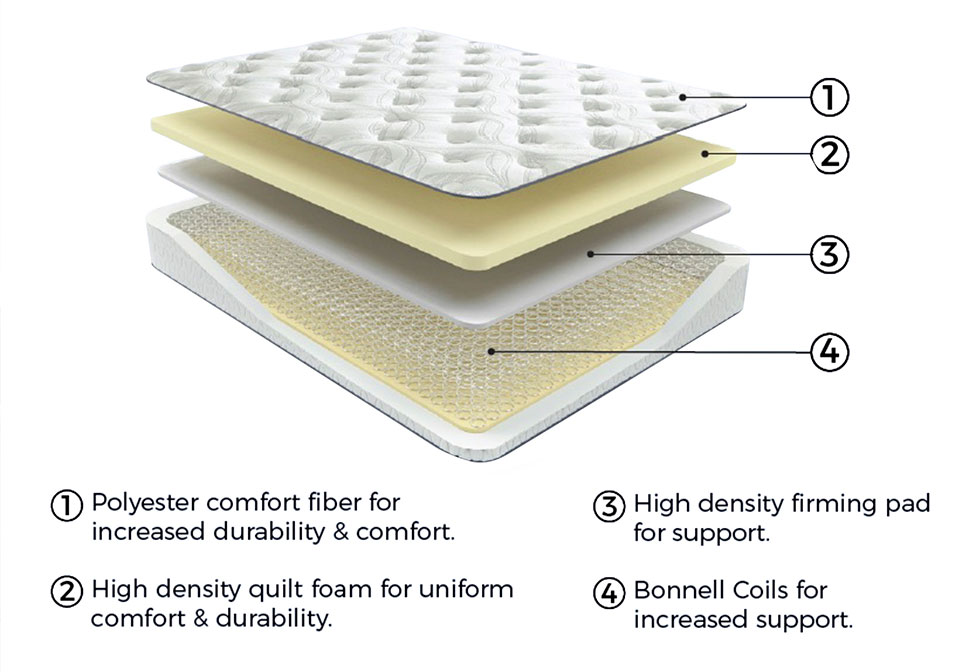 ①
②
③
④
① Polyester comfort fiber for
increased durability & comfort.
② High density quilt foam for uniform
comfort & durability.
③ High density firming pad
for support.
④ Bonnell Coils for
increased support.